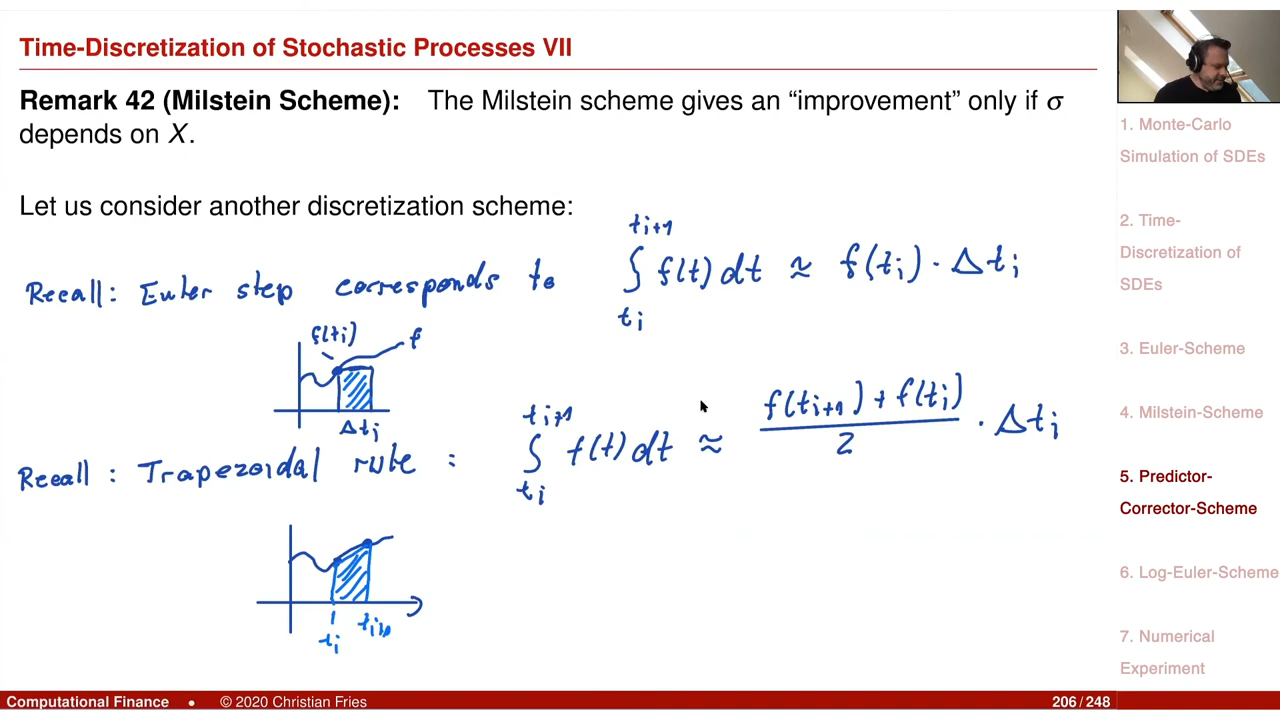 Time-Discretization of Stochastic Processes VII
Remark 42 (Milstein Scheme): The Milstein scheme gives an “improvement” only if σ
depends on X.
Let us consider another discretization scheme:
Recall: Euler step corresponds to ∫_{t_i}^{t_{i+1}} f(t) dt ≈ f(t_i) · Δt_i
f(t_i) f
Δt_i
Recall: Trapezoidal rule: ∫_{t_i}^{t_{i+1}} f(t) dt ≈ (f(t_{i+1}) + f(t_i))/2 · Δt_i
t_i t_{i+1}
1. Monte-Carlo
Simulation of SDEs
2. Time-
Discretization of
SDEs
3. Euler-Scheme
4. Milstein-Scheme
5. Predictor-
Corrector-Scheme
6. Log-Euler-Scheme
7. Numerical
Experiment
Computational Finance • © 2020 Christian Fries 206 / 248